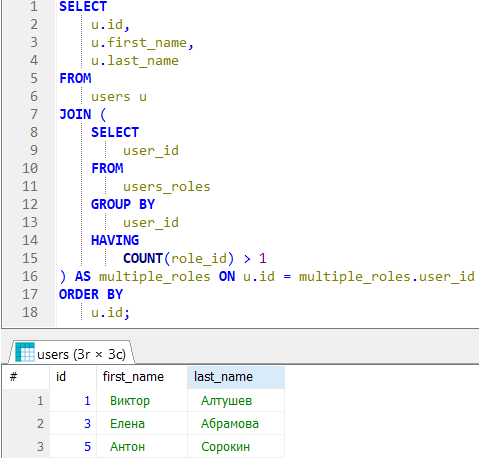 1 SELECT
2 u.id,
3 u.first_name,
4 u.last_name
5 FROM
6 users u
7 JOIN (
8 SELECT
9 user_id
10 FROM
11 users_roles
12 GROUP BY
13 user_id
14 HAVING
15 COUNT(role_id) > 1
16 ) AS multiple_roles ON u.id = multiple_roles.user_id
17 ORDER BY
18 u.id;
users (3r × 3c)
# id first_name last_name
1 1 Виктор Алтушев
2 3 Елена Абрамова
3 5 Антон Сорокин